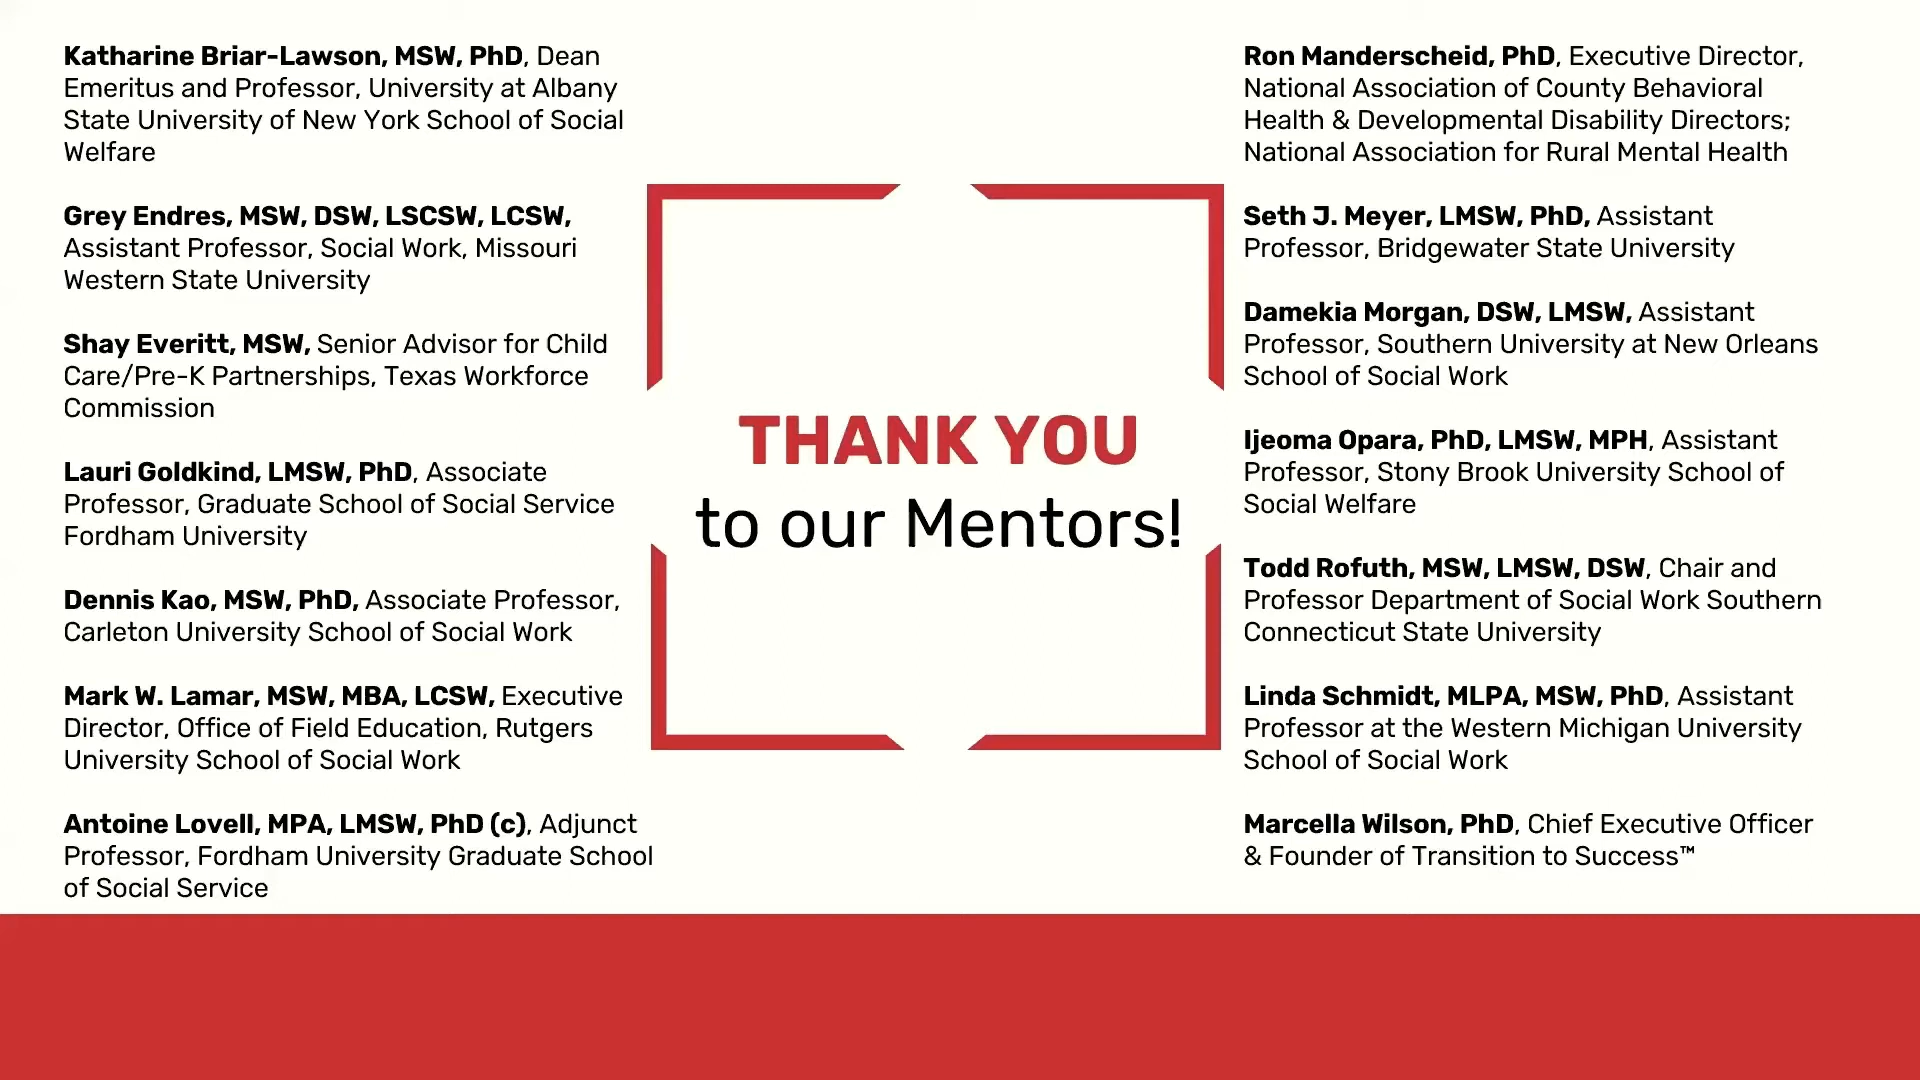 Katharine Briar-Lawson, MSW, PhD, Dean
Emeritus and Professor, University at Albany
State University of New York School of Social
Welfare
Grey Endres, MSW, DSW, LSCSW, LCSW,
Assistant Professor, Social Work, Missouri
Western State University
Shay Everitt, MSW, Senior Advisor for Child
Care/Pre-K Partnerships, Texas Workforce
Commission
Lauri Goldkind, LMSW, PhD, Associate
Professor, Graduate School of Social Service
Fordham University
Dennis Kao, MSW, PhD, Associate Professor,
Carleton University School of Social Work
Mark W. Lamar, MSW, MBA, LCSW, Executive
Director, Office of Field Education, Rutgers
University School of Social Work
Antoine Lovell, MPA, LMSW, PhD (c), Adjunct
Professor, Fordham University Graduate School
of Social Service
THANK YOU
to our Mentors!
Ron Manderscheid, PhD, Executive Director,
National Association of County Behavioral
Health & Developmental Disability Directors;
National Association for Rural Mental Health
Seth J. Meyer, LMSW, PhD, Assistant
Professor, Bridgewater State University
Damekia Morgan, DSW, LMSW, Assistant
Professor, Southern University at New Orleans
School of Social Work
Ijeoma Opara, PhD, LMSW, MPH, Assistant
Professor, Stony Brook University School of
Social Welfare
Todd Rofuth, MSW, LMSW, DSW, Chair and
Professor Department of Social Work Southern
Connecticut State University
Linda Schmidt, MLPA, MSW, PhD, Assistant
Professor at the Western Michigan University
School of Social Work
Marcella Wilson, PhD, Chief Executive Officer
& Founder of Transition to Success™